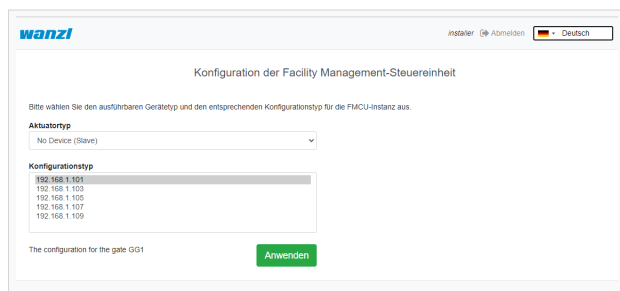 wanzl
installer Abmelden Deutsch
Konfiguration der Facility Management-Steuereinheit
Bitte wählen Sie den ausführbaren Gerätetyp und den entsprechenden Konfigurationstyp für die FMCU-Instanz aus.
Aktuatortyp
No Device (Slave)
Konfigurationstyp
192.168.1.101
192.168.1.103
192.168.1.105
192.168.1.107
192.168.1.109
The configuration for the gate GG1
Anwenden